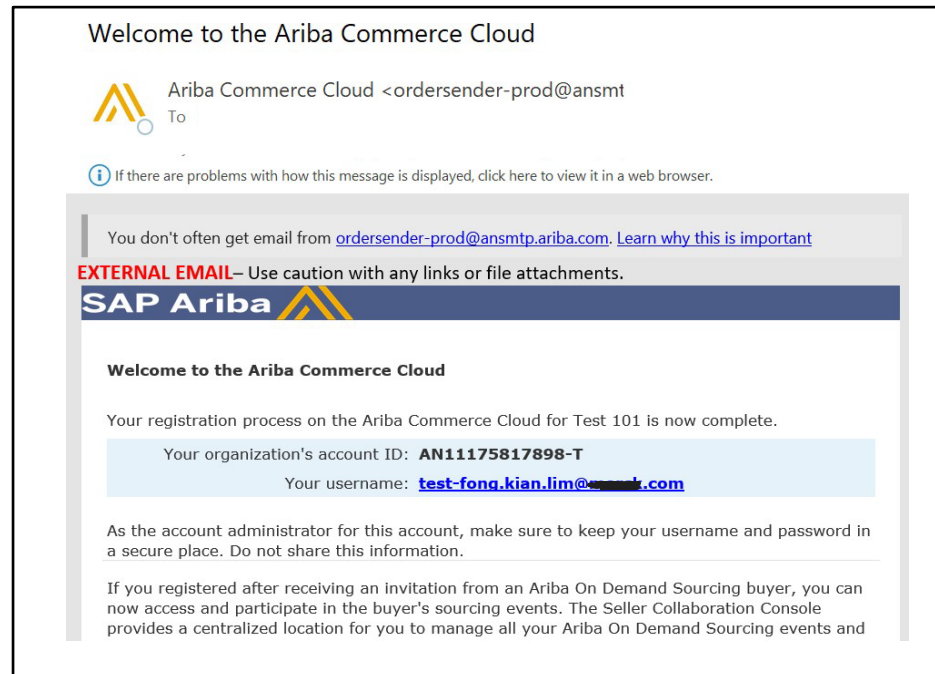 Welcome to the Ariba Commerce Cloud
Ariba Commerce Cloud <ordersender-prod@ansmt
To
If there are problems with how this message is displayed, click here to view it in a web browser.
You don't often get email from ordersender-prod@ansmtp.ariba.com. Learn why this is important
EXTERNAL EMAIL– Use caution with any links or file attachments.
SAP Ariba
Welcome to the Ariba Commerce Cloud
Your registration process on the Ariba Commerce Cloud for Test 101 is now complete.
Your organization's account ID: AN11175817898-T
Your username: test-fong.kian.lim@ .com
As the account administrator for this account, make sure to keep your username and password in
a secure place. Do not share this information.
If you registered after receiving an invitation from an Ariba On Demand Sourcing buyer, you can
now access and participate in the buyer's sourcing events. The Seller Collaboration Console
provides a centralized location for you to manage all your Ariba On Demand Sourcing events and